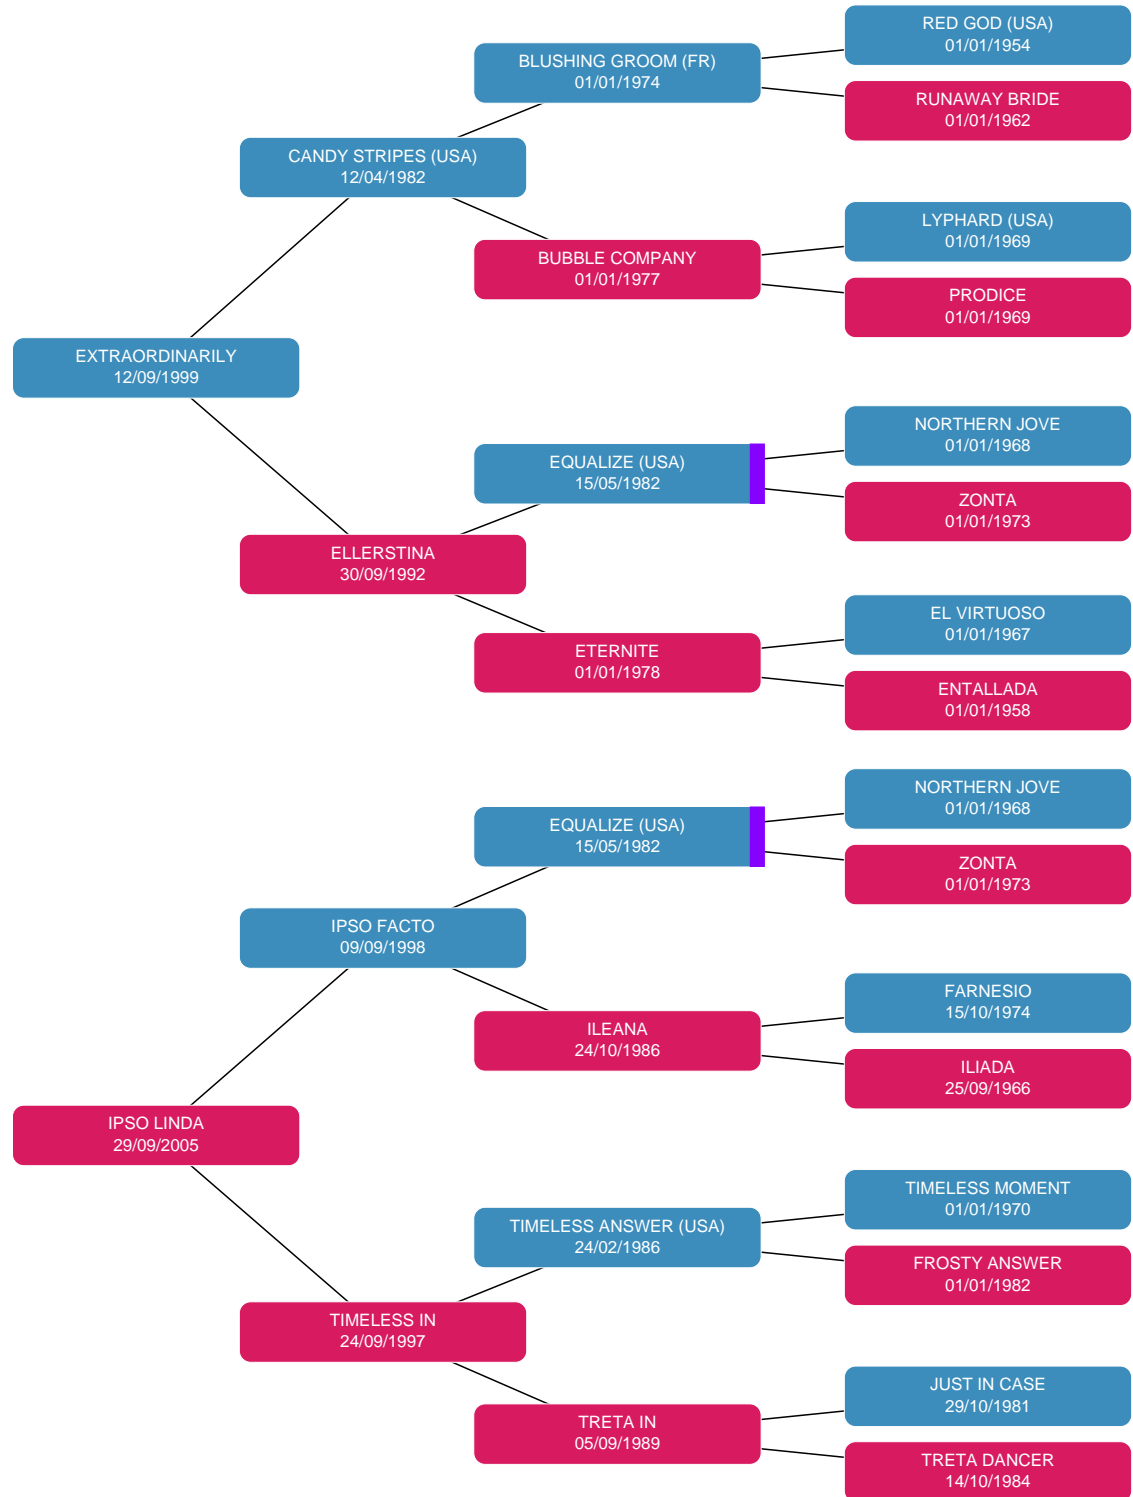 RED GOD (USA)
01/01/1954
BLUSHING GROOM (FR)
01/01/1974
RUNAWAY BRIDE
01/01/1962
CANDY STRIPES (USA)
12/04/1982
LYPHARD (USA)
01/01/1969
BUBBLE COMPANY
01/01/1977
PRODICE
01/01/1969
EXTRAORDINARILY
12/09/1999
NORTHERN JOVE
01/01/1968
EQUALIZE (USA)
15/05/1982
ZONTA
01/01/1973
ELLERSTINA
30/09/1992
EL VIRTUOSO
01/01/1967
ETERNITE
01/01/1978
ENTALLADA
01/01/1958
NORTHERN JOVE
01/01/1968
EQUALIZE (USA)
15/05/1982
ZONTA
01/01/1973
IPSO FACTO
09/09/1998
FARNESIO
15/10/1974
ILEANA
24/10/1986
ILIADA
25/09/1966
IPSO LINDA
29/09/2005
TIMELESS MOMENT
01/01/1970
TIMELESS ANSWER (USA)
24/02/1986
FROSTY ANSWER
01/01/1982
TIMELESS IN
24/09/1997
JUST IN CASE
29/10/1981
TRETA IN
05/09/1989
TRETA DANCER
14/10/1984